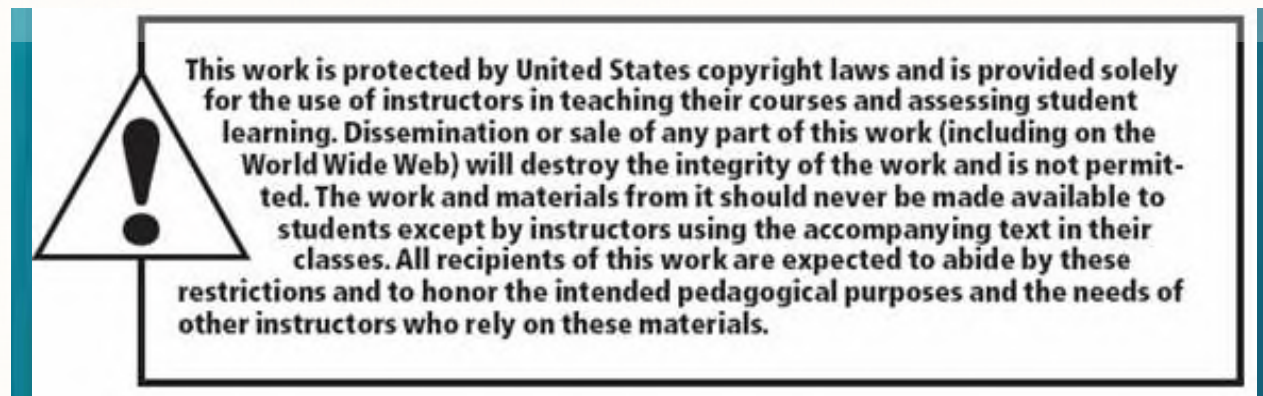 This work is protected by United States copyright laws and is provided solely
for the use of instructors in teaching their courses and assessing student
learning. Dissemination or sale of any part of this work (including on the
World Wide Web) will destroy the integrity of the work and is not permit-
ted. The work and materials from it should never be made available to
students except by instructors using the accompanying text in their
classes. All recipients of this work are expected to abide by these
restrictions and to honor the intended pedagogical purposes and the needs of
other instructors who rely on these materials.